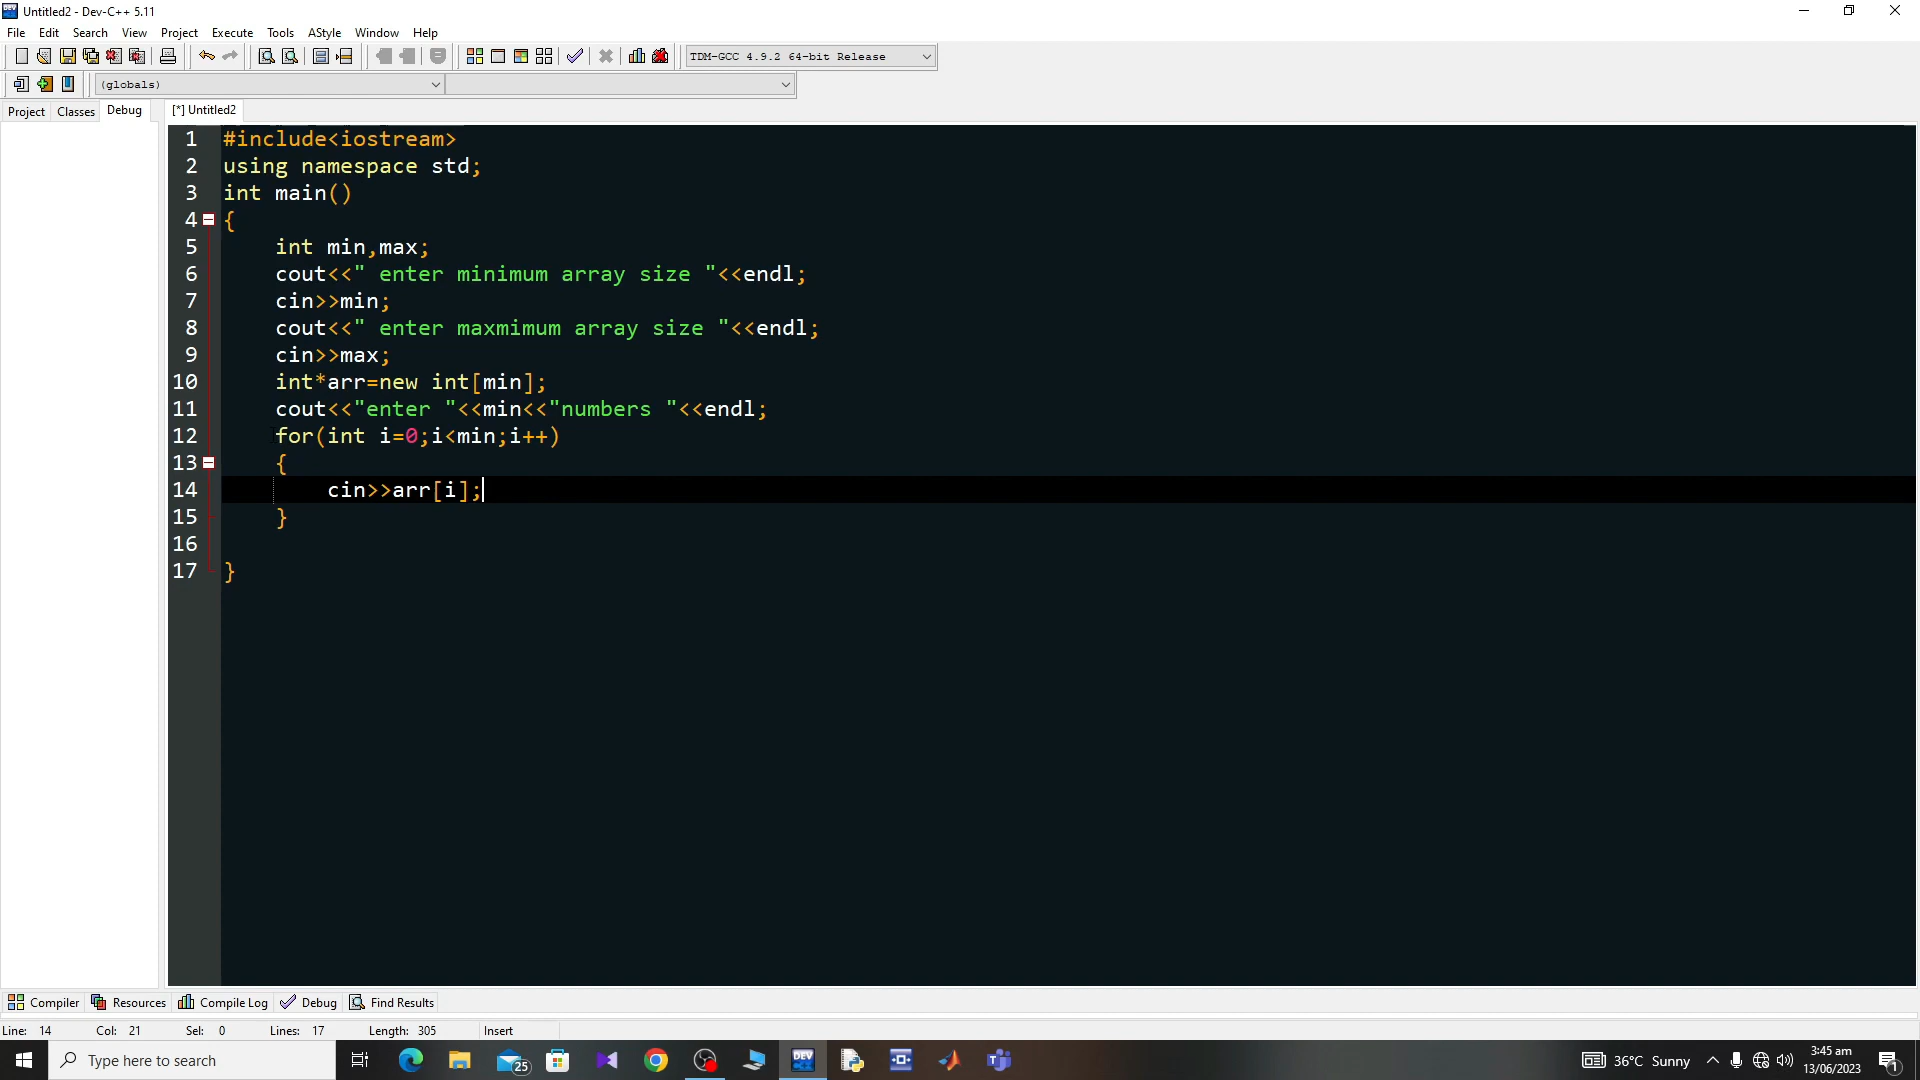 Untitled2 - Dev-C++ 5.11
File Edit Search View Project Execute Tools AStyle Window Help
TDM-GCC 4.9.2 64-bit Release
(globals)
Project Classes Debug [*] Untitled2
1 #include<iostream>
2 using namespace std;
3 int main()
4 {
5 int min,max;
6 cout<<" enter minimum array size "<<endl;
7 cin>>min;
8 cout<<" enter maxmimum array size "<<endl;
9 cin>>max;
10 int*arr=new int[min];
11 cout<<"enter "<<min<<"numbers "<<endl;
12 for(int i=0;i<min;i++)
13 {
14 cin>>arr[i];
15 }
16
17 }
Compiler Resources Compile Log Debug Find Results
Line: 14 Col: 21 Sel: 0 Lines: 17 Length: 305 Insert
Type here to search 25 DEV 36°C Sunny 3:45 am
13/06/2023 1